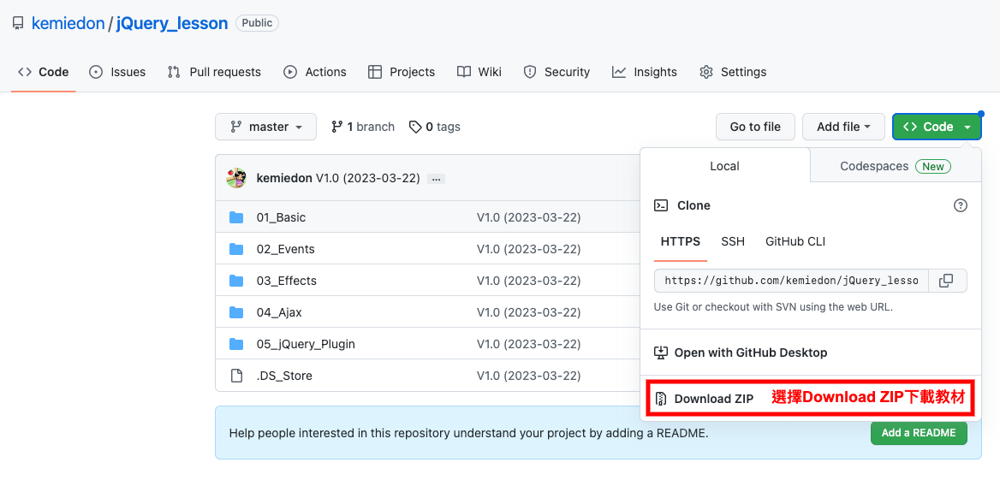 kemiedon / jQuery_lesson Public
Code Issues Pull requests Actions Projects Wiki Security Insights Settings
master 1 branch 0 tags Go to file Add file Code
kemiedon V1.0 (2023-03-22) ...
01_Basic V1.0 (2023-03-22)
02_Events V1.0 (2023-03-22)
03_Effects V1.0 (2023-03-22)
04_Ajax V1.0 (2023-03-22)
05_jQuery_Plugin V1.0 (2023-03-22)
.DS_Store V1.0 (2023-03-22)
Local Codespaces New
Clone
HTTPS SSH GitHub CLI
https://github.com/kemiedon/jQuery_lesso
Use Git or checkout with SVN using the web URL.
Open with GitHub Desktop
Download ZIP 選擇Download ZIP下載教材
Help people interested in this repository understand your project by adding a README. Add a README